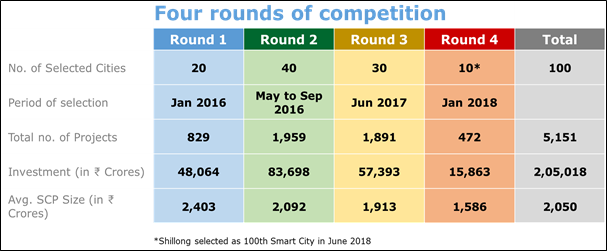 Four rounds of competition
Round 1 Round 2 Round 3 Round 4 Total
No. of Selected Cities 20 40 30 10* 100
Period of selection Jan 2016 May to Sep 2016 Jun 2017 Jan 2018
Total no. of Projects 829 1,959 1,891 472 5,151
Investment (in ₹ Crores) 48,064 83,698 57,393 15,863 2,05,018
Avg. SCP Size (in ₹ Crores) 2,403 2,092 1,913 1,586 2,050
*Shillong selected as 100th Smart City in June 2018